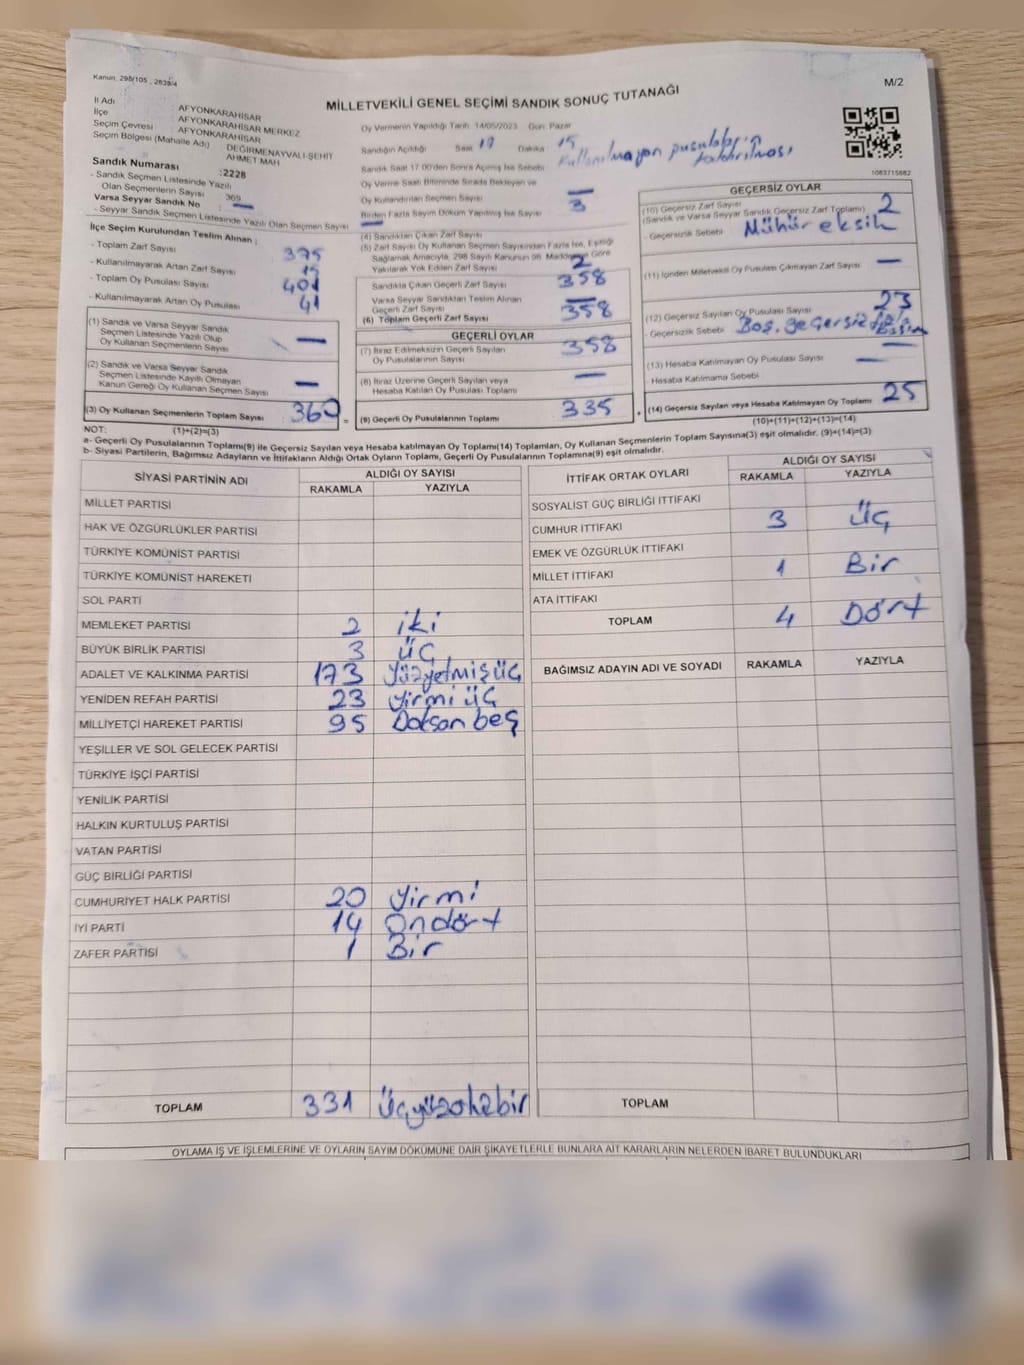 Kanun, 298/105 , 2839/4
M/2
MİLLETVEKİLİ GENEL SEÇİMİ SANDIK SONUÇ TUTANAĞI
İl Adı AFYONKARAHİSAR
İlçe AFYONKARAHİSAR MERKEZ
Seçim Çevresi AFYONKARAHİSAR
Seçim Bölgesi (Mahalle Adı) DEĞİRMENAYVALI-ŞEHİT AHMET MAH
Sandık Numarası :2228
- Sandık Seçmen Listesinde Yazılı
Olan Seçmenlerin Sayısı 369
Varsa Seyyar Sandık No —
- Seyyar Sandık Seçmen Listesinde Yazılı Olan Seçmen Sayısı —
İlçe Seçim Kurulundan Teslim Alınan ;
- Toplam Zarf Sayısı 375
- Kullanılmayarak Artan Zarf Sayısı 15
- Toplam Oy Pusulası Sayısı 401
- Kullanılmayarak Artan Oy Pusulası 41
(1) Sandık ve Varsa Seyyar Sandık
Seçmen Listesinde Yazılı Olup
Oy Kullanan Seçmenlerin Sayısı —
(2) Sandık ve Varsa Seyyar Sandık
Seçmen Listesinde Kayıtlı Olmayan
Kanun Gereği Oy Kullanan Seçmen Sayısı —
(3) Oy Kullanan Seçmenlerin Toplam Sayısı 360
(1)+(2)=(3)
Oy Vermenin Yapıldığı Tarih 14/05/2023 Gün: Pazar
Sandığın Açıldığı Saat 17 Dakika 15
Sandık Saat 17:00'den Sonra Açılmış İse Sebebi Kullanılmayan pusulaların kaldırılması
Oy Verme Saati Bitiminde Sırada Bekleyen ve
Oy Kullandırılan Seçmen Sayısı —
Birden Fazla Sayım Döküm Yapılmış İse Sayısı 3
(4) Sandıktan Çıkan Zarf Sayısı
(5) Zarf Sayısı Oy Kullanan Seçmen Sayısından Fazla İse, Eşitliği
Sağlamak Amacıyla, 298 Sayılı Kanunun 98. Maddesine Göre
Yakılarak Yok Edilen Zarf Sayısı 2
Sandıkta Çıkan Geçerli Zarf Sayısı 358
Varsa Seyyar Sandıktan Teslim Alınan
Geçerli Zarf Sayısı —
(6) Toplam Geçerli Zarf Sayısı 358
GEÇERLİ OYLAR
(7) İtiraz Edilmeksizin Geçerli Sayılan
Oy Pusulalarının Sayısı 358
(8) İtiraz Üzerine Geçerli Sayılan veya
Hesaba Katılan Oy Pusulası Toplamı —
= (9) Geçerli Oy Pusulalarının Toplamı 335 +
1083715882
GEÇERSİZ OYLAR
(10) Geçersiz Zarf Sayısı
(Sandık ve Varsa Seyyar Sandık Geçersiz Zarf Toplamı) 2
- Geçersizlik Sebebi Mühür eksik
(11) İçinden Milletvekili Oy Pusulası Çıkmayan Zarf Sayısı —
(12) Geçersiz Sayılan Oy Pusulası Sayısı 23
- Geçersizlik Sebebi Boş, geçersiz
(13) Hesaba Katılmayan Oy Pusulası Sayısı —
Hesaba Katılmama Sebebi —
(14) Geçersiz Sayılan veya Hesaba Katılmayan Oy Toplamı 25
(10)+(11)+(12)+(13)=(14)
NOT:
a- Geçerli Oy Pusulalarının Toplamı(9) ile Geçersiz Sayılan veya Hesaba katılmayan Oy Toplamı(14) Toplamları, Oy Kullanan Seçmenlerin Toplam Sayısına(3) eşit olmalıdır. (9)+(14)=(3)
b- Siyasi Partilerin, Bağımsız Adayların ve İttifakların Aldığı Ortak Oyların Toplamı, Geçerli Oy Pusulalarının Toplamına(9) eşit olmalıdır.
SİYASİ PARTİNİN ADI ALDIĞI OY SAYISI
RAKAMLA YAZIYLA
MİLLET PARTİSİ
HAK VE ÖZGÜRLÜKLER PARTİSİ
TÜRKİYE KOMÜNİST PARTİSİ
TÜRKİYE KOMÜNİST HAREKETİ
SOL PARTİ
MEMLEKET PARTİSİ 2 iki
BÜYÜK BİRLİK PARTİSİ 3 üç
ADALET VE KALKINMA PARTİSİ 173 Yüzyetmişüç
YENİDEN REFAH PARTİSİ 23 yirmi üç
MİLLİYETÇİ HAREKET PARTİSİ 95 Doksan beş
YEŞİLLER VE SOL GELECEK PARTİSİ
TÜRKİYE İŞÇİ PARTİSİ
YENİLİK PARTİSİ
HALKIN KURTULUŞ PARTİSİ
VATAN PARTİSİ
GÜÇ BİRLİĞİ PARTİSİ
CUMHURİYET HALK PARTİSİ 20 yirmi
İYİ PARTİ 14 Ondört
ZAFER PARTİSİ 1 Bir
TOPLAM 331 Üçyüzotuzbir
İTTİFAK ORTAK OYLARI ALDIĞI OY SAYISI
RAKAMLA YAZIYLA
SOSYALİST GÜÇ BİRLİĞİ İTTİFAKI
CUMHUR İTTİFAKI 3 Üç
EMEK VE ÖZGÜRLÜK İTTİFAKI
MİLLET İTTİFAKI 1 Bir
ATA İTTİFAKI
TOPLAM 4 Dört
BAĞIMSIZ ADAYIN ADI VE SOYADI RAKAMLA YAZIYLA
TOPLAM
OYLAMA İŞ VE İŞLEMLERİNE VE OYLARIN SAYIM DÖKÜMÜNE DAİR ŞİKAYETLERLE BUNLARA AİT KARARLARIN NELERDEN İBARET BULUNDUKLARI